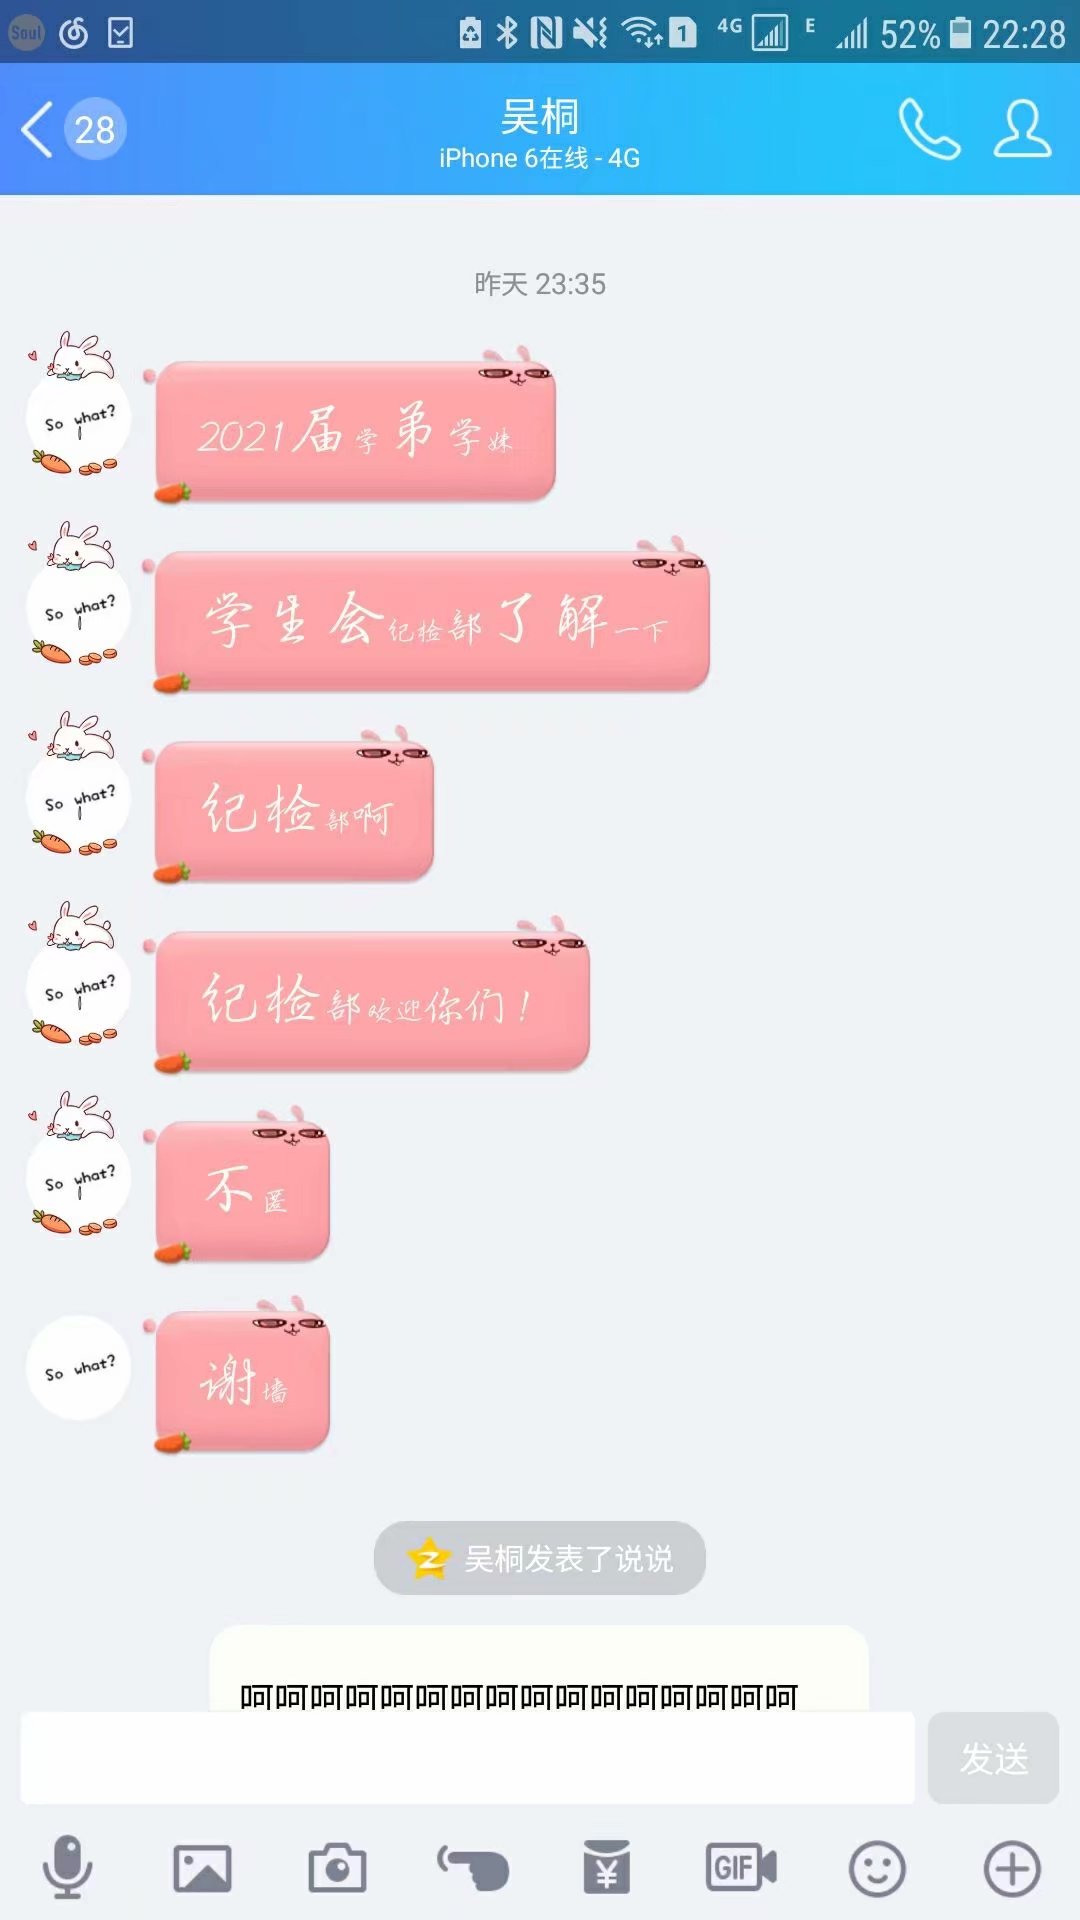 Soul
1 4G E 52% 22:28
28
吴桐
iPhone 6在线 - 4G
昨天 23:35
So what?
2021届学弟学妹
So what?
学生会纪检部了解一下
So what?
纪检部啊
So what?
纪检部欢迎你们！
So what?
不匿
So what?
谢墙
吴桐发表了说说
呵呵呵呵呵呵呵呵呵呵呵呵呵呵呵呵
发送
GIF